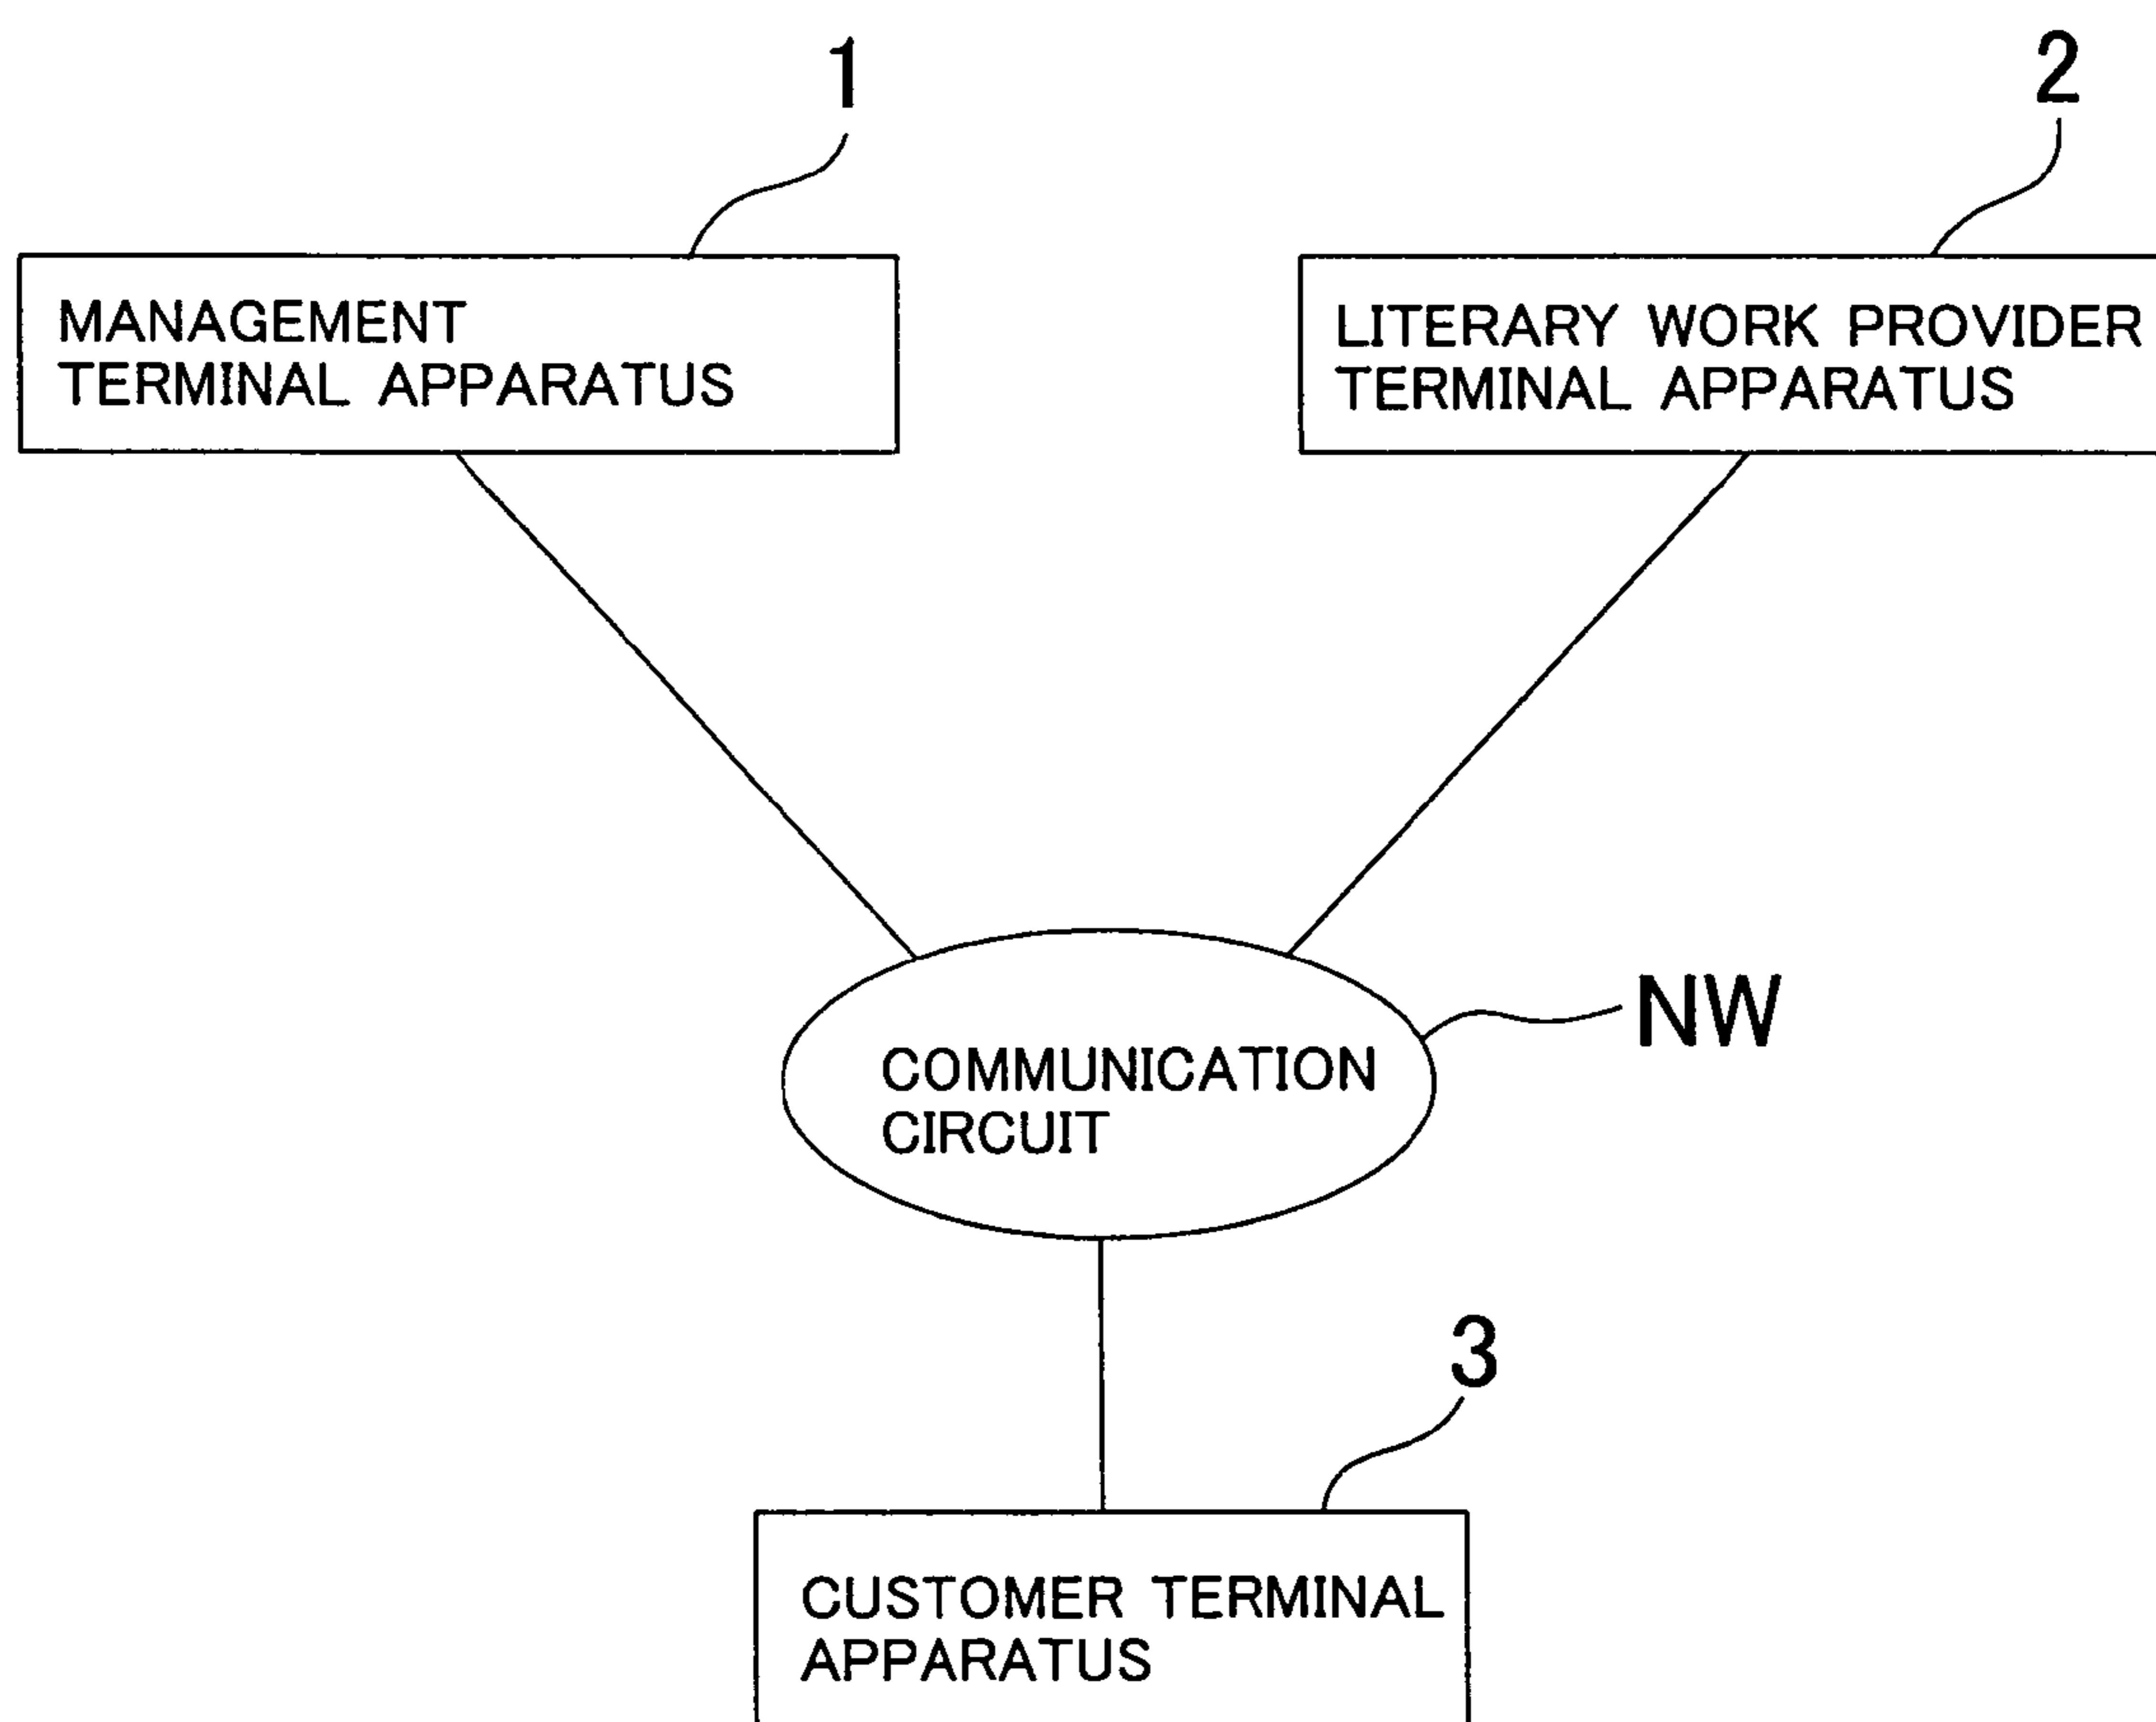 1
2
MANAGEMENT
TERMINAL APPARATUS
LITERARY WORK PROVIDER
TERMINAL APPARATUS
NW
COMMUNICATION
CIRCUIT
3
CUSTOMER TERMINAL
APPARATUS